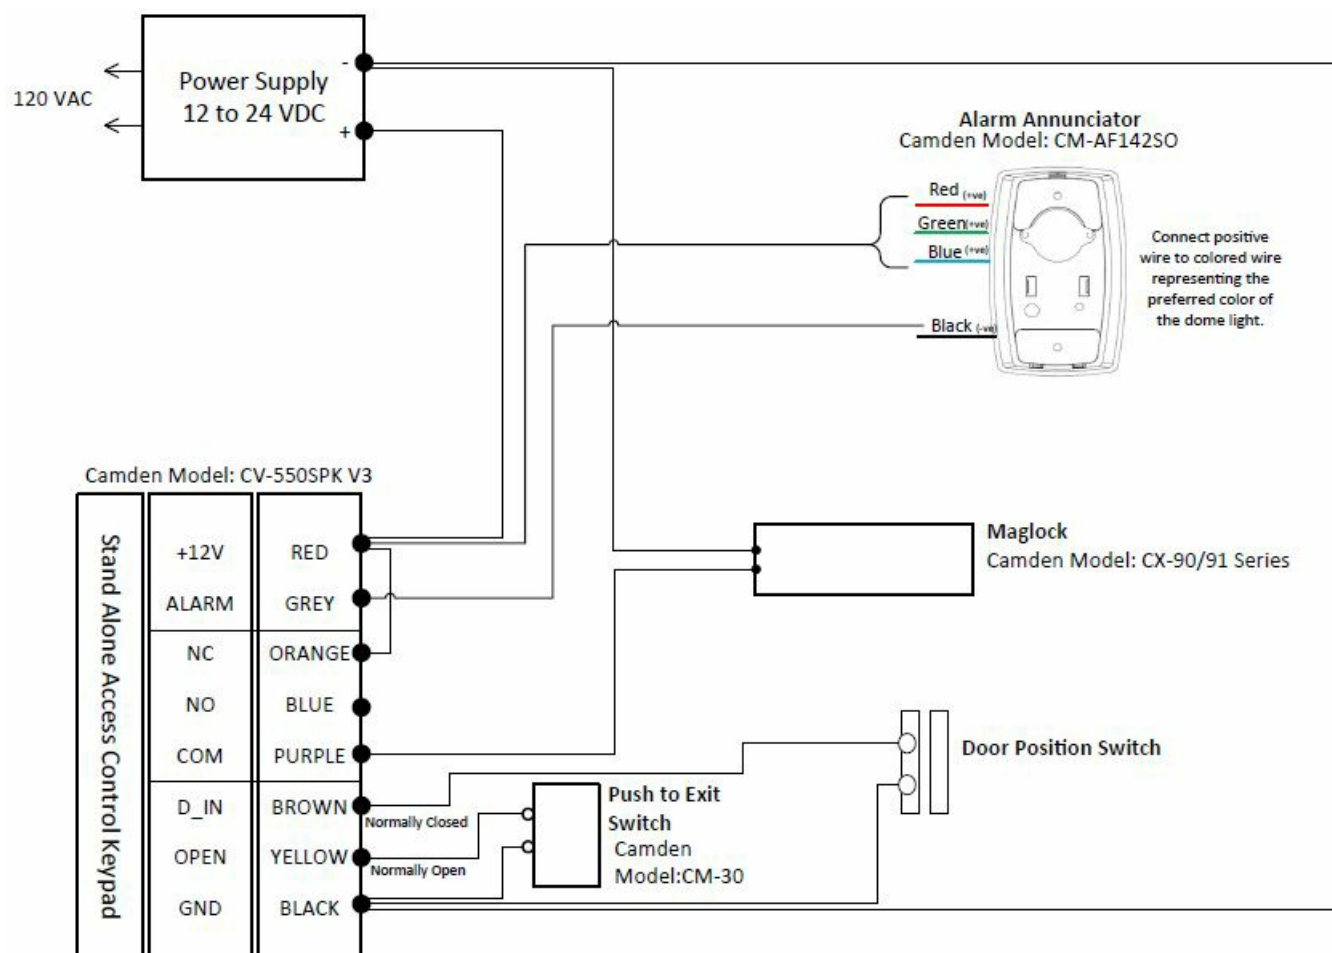 Power Supply
12 to 24 VDC
-
+
120 VAC
Alarm Annunciator
Camden Model: CM-AF142SO
Red (+ve)
Green(+ve)
Blue (+ve)
Black (-ve)
Connect positive
wire to colored wire
representing the
preferred color of
the dome light.
Camden Model: CV-550SPK V3
Stand Alone Access Control Keypad
+12V RED
ALARM GREY
NC ORANGE
NO BLUE
COM PURPLE
D_IN BROWN
OPEN YELLOW
GND BLACK
Normally Closed
Normally Open
Maglock
Camden Model: CX-90/91 Series
Door Position Switch
Push to Exit
Switch
Camden
Model:CM-30